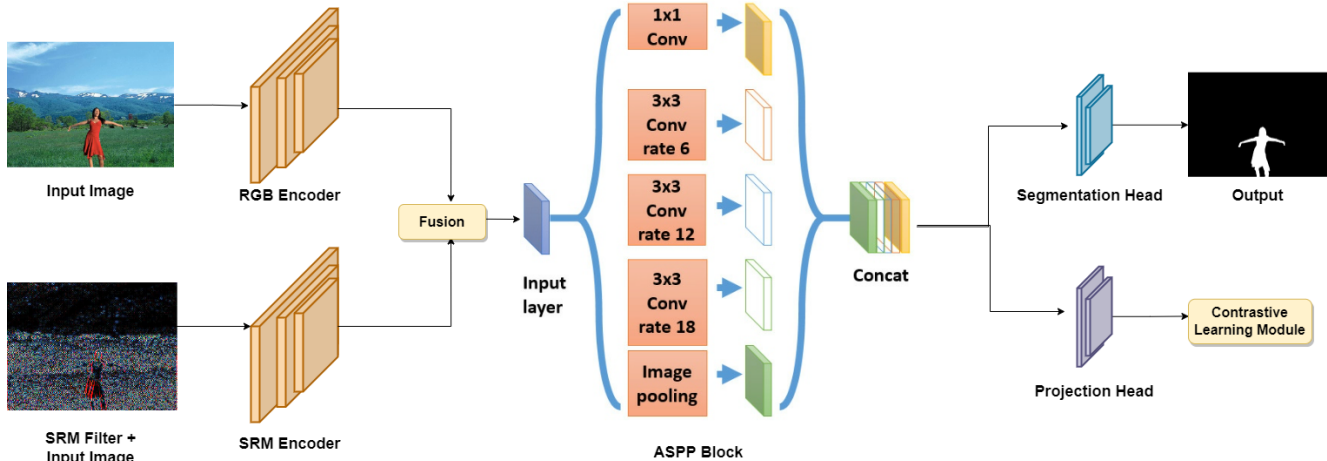 Input Image
RGB Encoder
SRM Filter +
Input Image
SRM Encoder
Fusion
Input
layer
1x1
Conv
3x3
Conv
rate 6
3x3
Conv
rate 12
3x3
Conv
rate 18
Image
pooling
ASPP Block
Concat
Segmentation Head
Output
Projection Head
Contrastive
Learning Module